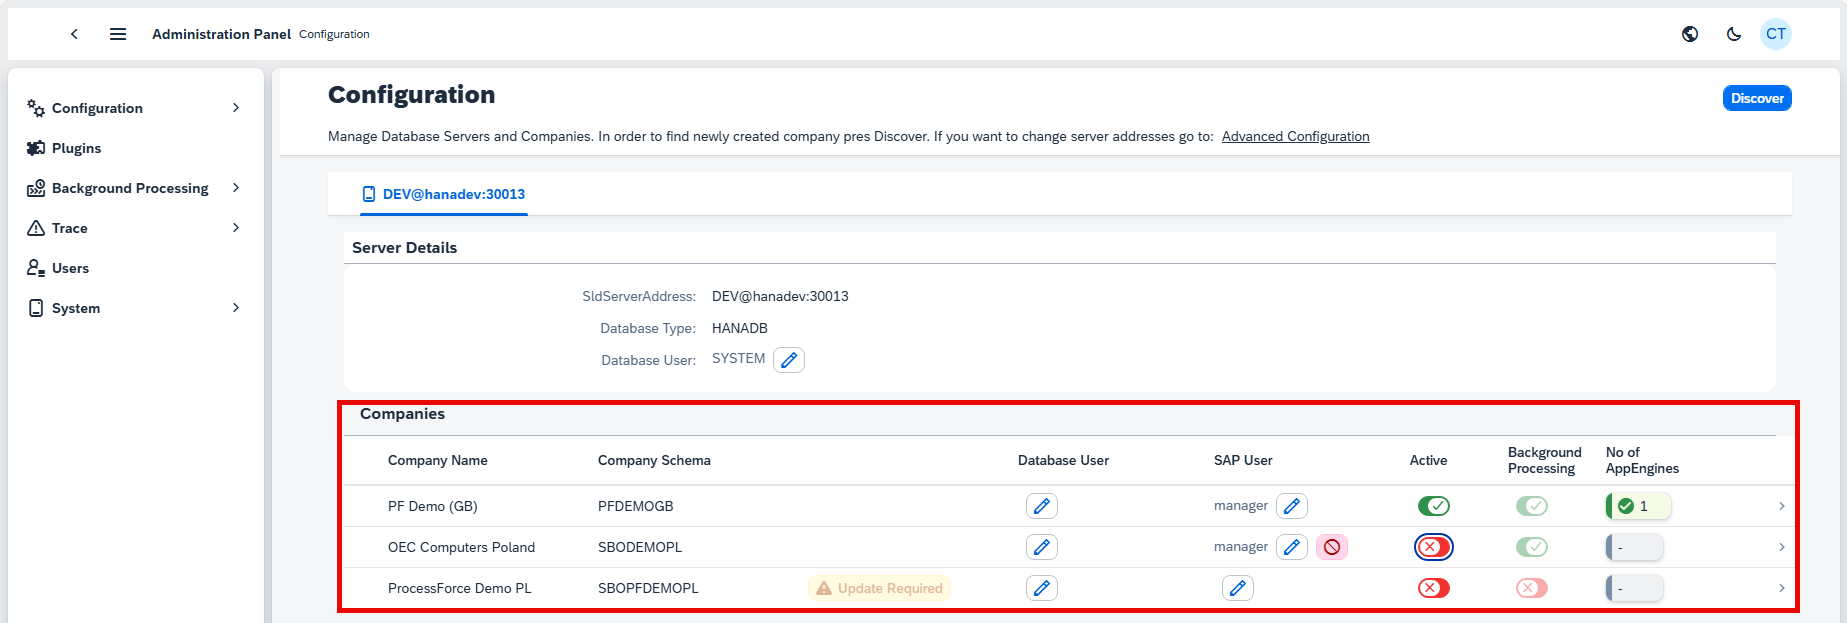 Administration Panel Configuration
CT
Configuration
Plugins
Background Processing
Trace
Users
System
Configuration
Discover
Manage Database Servers and Companies. In order to find newly created company pres Discover. If you want to change server addresses go to: Advanced Configuration
DEV@hanadev:30013
Server Details
SldServerAddress: DEV@hanadev:30013
Database Type: HANADB
Database User: SYSTEM
Companies
Company Name Company Schema Database User SAP User Active Background Processing No of AppEngines
PF Demo (GB) PFDEMOGB manager 1
OEC Computers Poland SBODEMOPL manager -
ProcessForce Demo PL SBOPFDEMOPL Update Required -